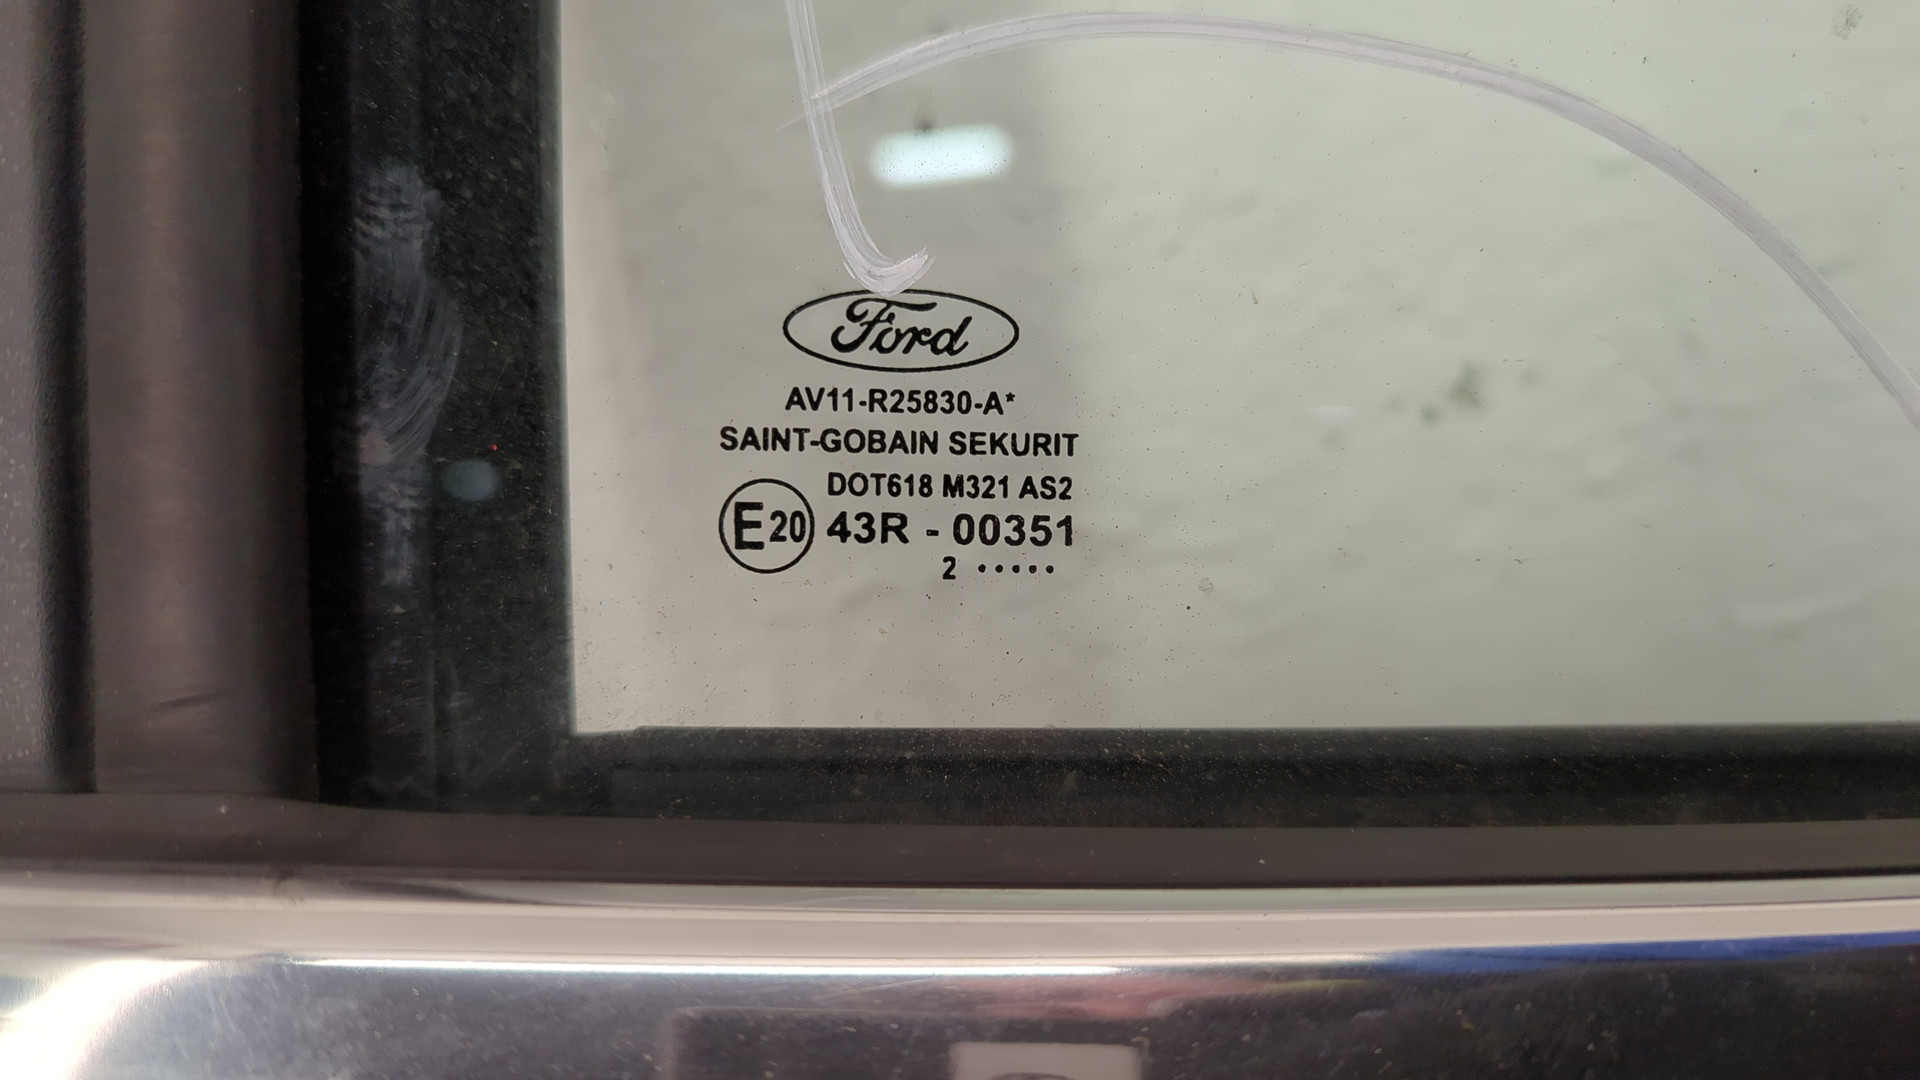 Ford
AV11-R25830-A*
SAINT-GOBAIN SEKURIT
DOT618 M321 AS2
E20 43R - 00351
2 •••••